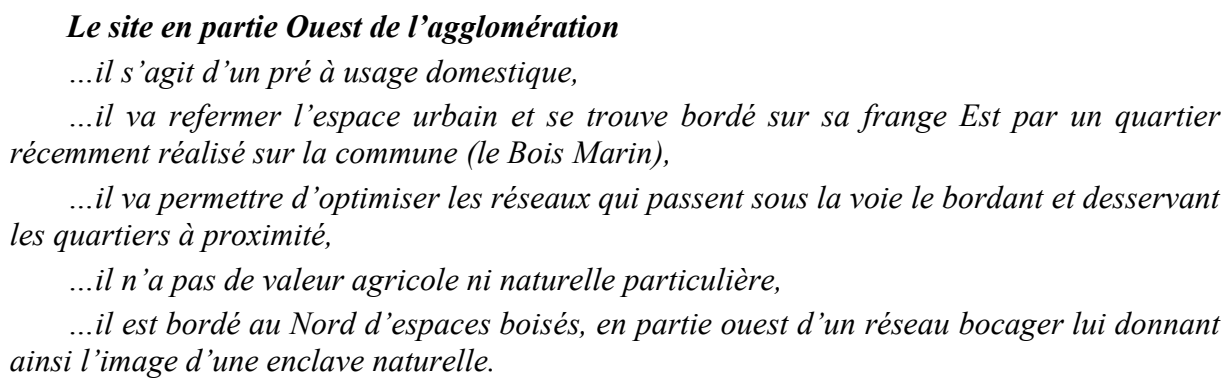 Le site en partie Ouest de l’agglomération
…il s’agit d’un pré à usage domestique,
…il va refermer l’espace urbain et se trouve bordé sur sa frange Est par un quartier
récemment réalisé sur la commune (le Bois Marin),
…il va permettre d’optimiser les réseaux qui passent sous la voie le bordant et desservant
les quartiers à proximité,
…il n’a pas de valeur agricole ni naturelle particulière,
…il est bordé au Nord d’espaces boisés, en partie ouest d’un réseau bocager lui donnant
ainsi l’image d’une enclave naturelle.